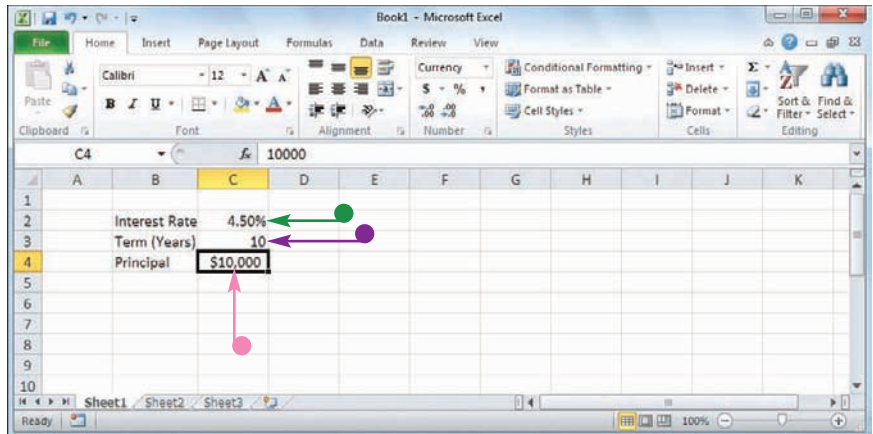 Book1 - Microsoft Excel
File Home Insert Page Layout Formulas Data Review View
Calibri 12 A A Currency Conditional Formatting Insert Σ
Paste B I U A $ % , Format as Table Delete Sort & Find &
Cell Styles Format Filter Select
Clipboard Font Alignment Number Styles Cells Editing
C4 fx 10000
A B C D E F G H I J K
1
2 Interest Rate 4.50%
3 Term (Years) 10
4 Principal $10,000
5
6
7
8
9
10
Sheet1 Sheet2 Sheet3
Ready 100%